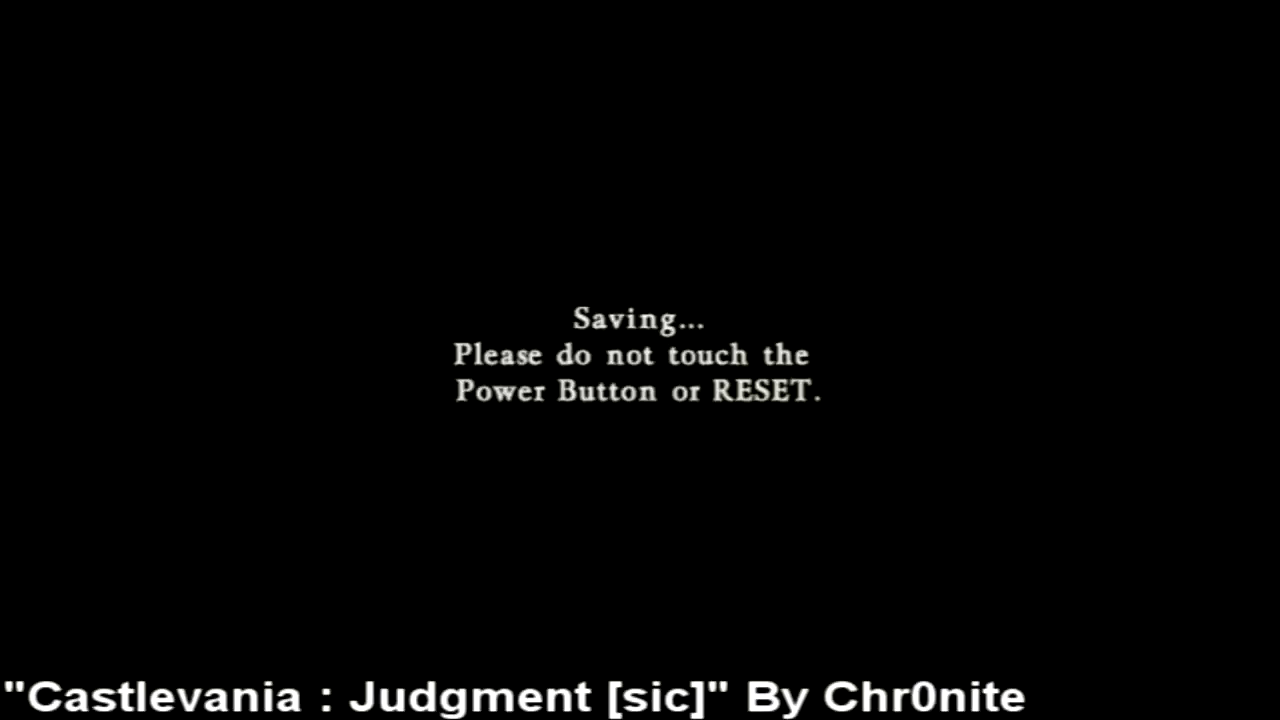 Saving...
Please do not touch the
Power Button or RESET.
"Castlevania : Judgment [sic]" By Chr0nite